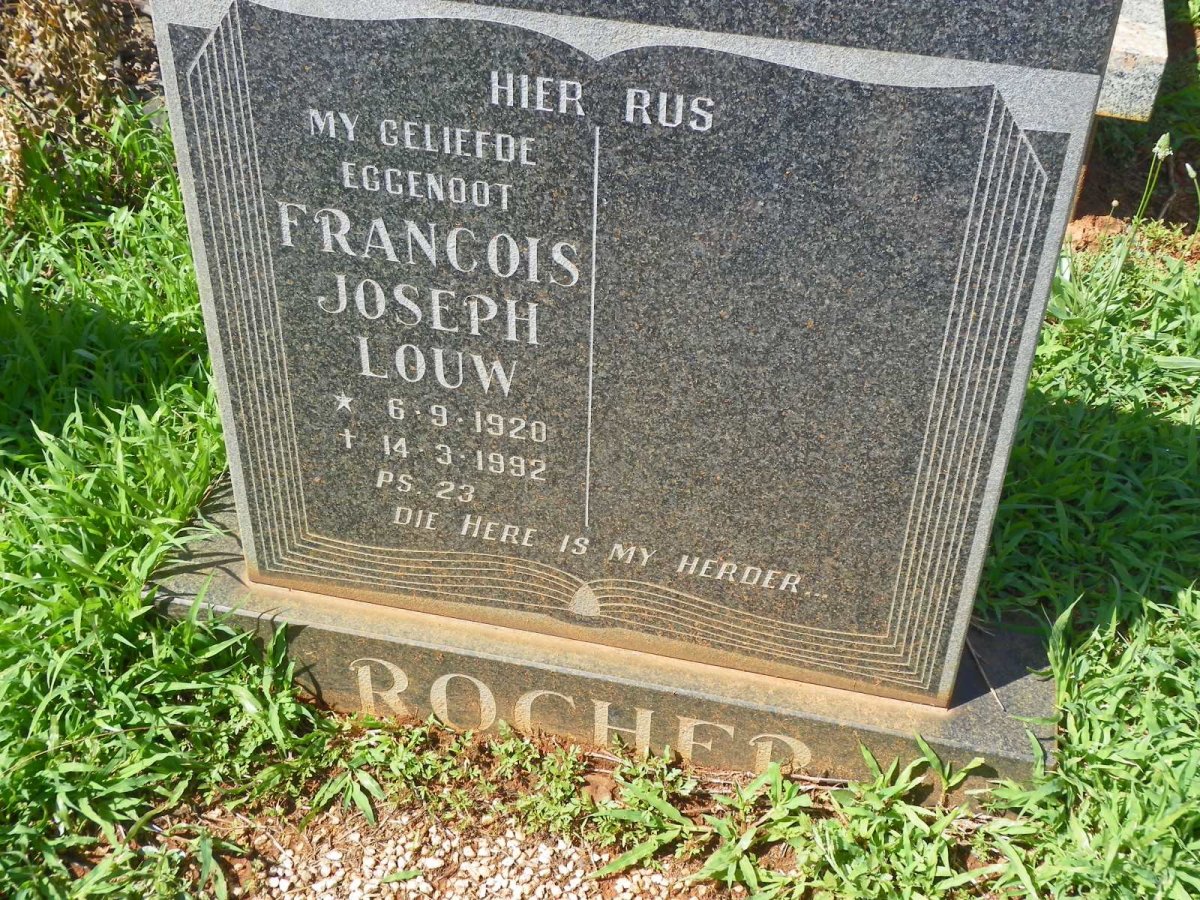 HIER RUS
MY GELIEFDE
EGGENOOT
FRANCOIS
JOSEPH
LOUW
★ 6·9·1920
† 14·3·1992
PS. 23
DIE HERE IS MY HERDER...
ROCHER